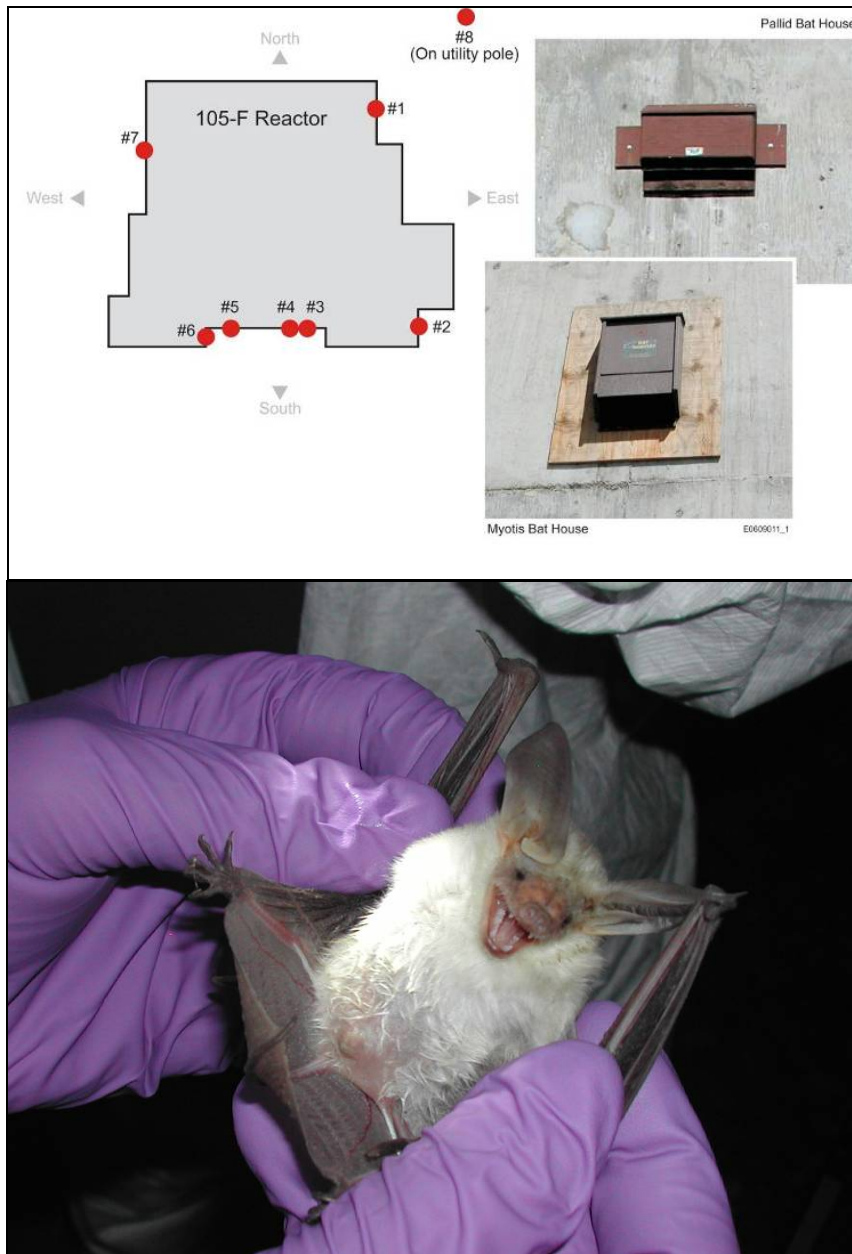 North
#8
(On utility pole)
Pallid Bat House
105-F Reactor
#1
#7
West
East
#5
#4
#3
#6
#2
South
Myotis Bat House
E0609011_1